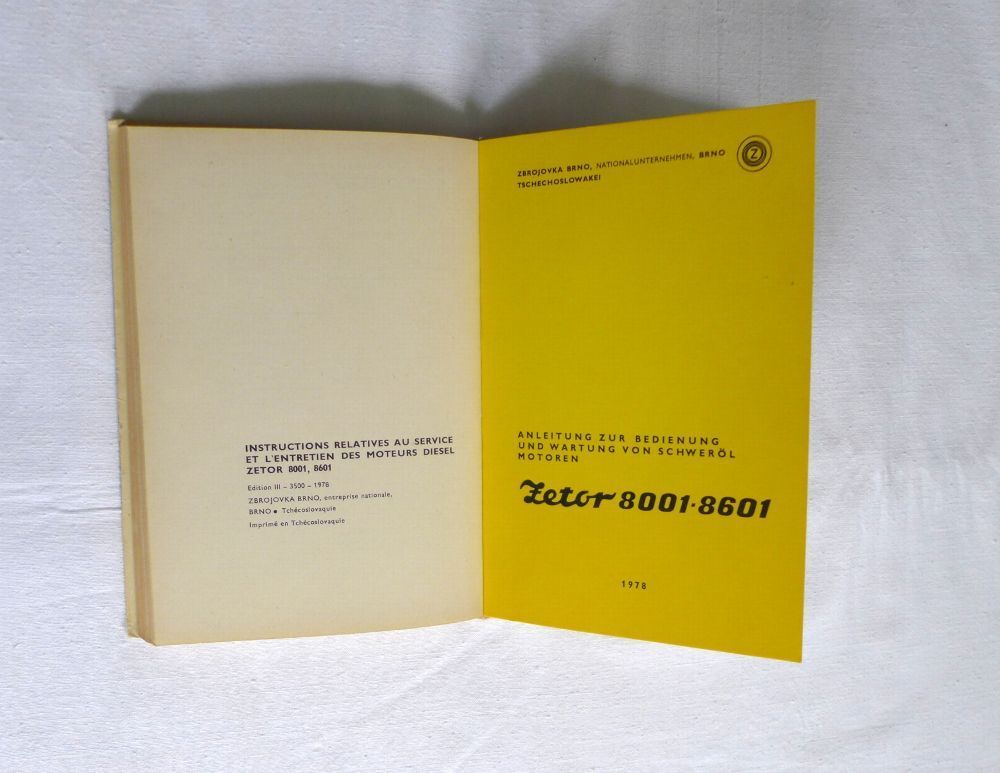 INSTRUCTIONS RELATIVES AU SERVICE
ET L'ENTRETIEN DES MOTEURS DIESEL
ZETOR 8001, 8601
Edition III – 3500 – 1978
ZBROJOVKA BRNO, entreprise nationale,
BRNO • Tchécoslovaquie
Imprimé en Tchécoslovaquie
ZBROJOVKA BRNO, NATIONALUNTERNEHMEN, BRNO
TSCHECHOSLOWAKEI
Z
ANLEITUNG ZUR BEDIENUNG
UND WARTUNG VON SCHWERÖL
MOTOREN
Zetor 8001·8601
1978